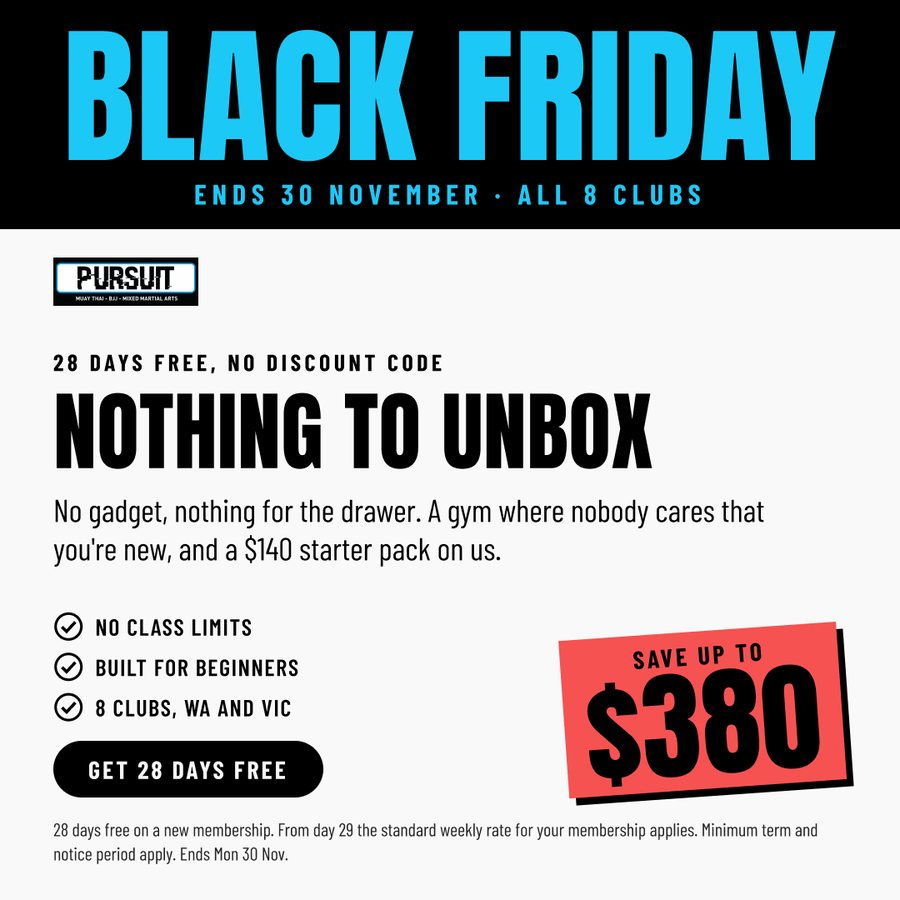 BLACK FRIDAY
ENDS 30 NOVEMBER · ALL 8 CLUBS
PURSUIT
MUAY THAI - BJJ - MIXED MARTIAL ARTS
28 DAYS FREE, NO DISCOUNT CODE
NOTHING TO UNBOX
No gadget, nothing for the drawer. A gym where nobody cares that
you're new, and a $140 starter pack on us.
NO CLASS LIMITS
BUILT FOR BEGINNERS
8 CLUBS, WA AND VIC
GET 28 DAYS FREE
SAVE UP TO
$380
28 days free on a new membership. From day 29 the standard weekly rate for your membership applies. Minimum term and
notice period apply. Ends Mon 30 Nov.